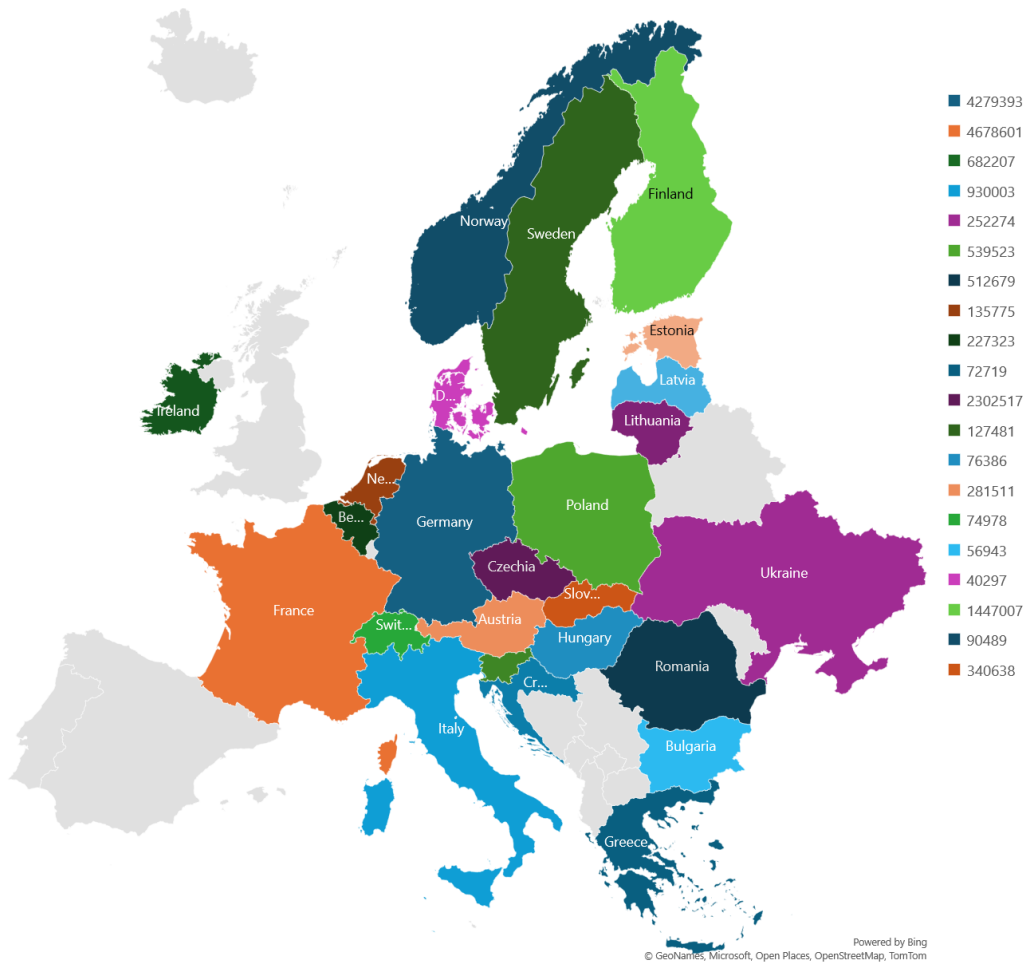 4279393
4678601
682207
930003
252274
539523
512679
135775
227323
72719
2302517
127481
76386
281511
74978
56943
40297
1447007
90489
340638
Finland
Norway
Sweden
Estonia
Latvia
D...
Ireland
Lithuania
Ne...
Poland
Be...
Germany
Czechia
Ukraine
Slov...
France
Austria
Swit...
Hungary
Romania
Cr...
Italy
Bulgaria
Greece
Powered by Bing
© GeoNames, Microsoft, Open Places, OpenStreetMap, TomTom